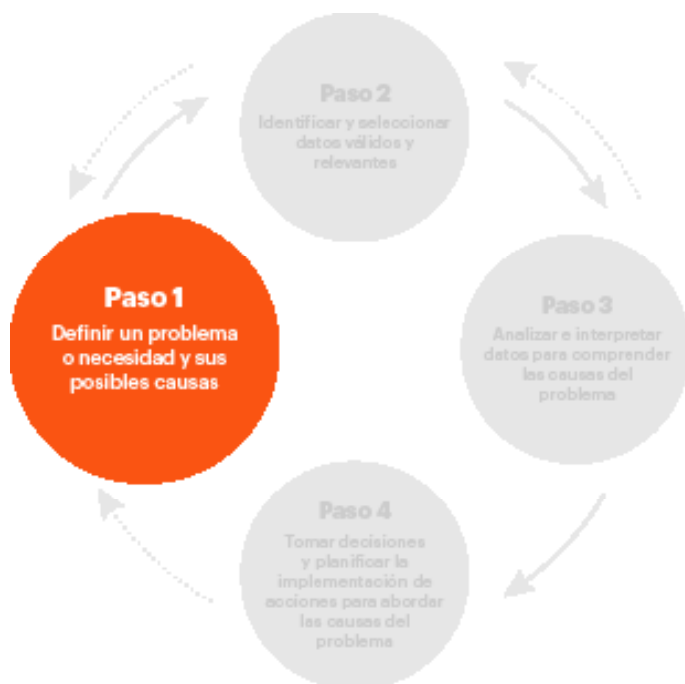 Paso 1
Definir un problema
o necesidad y sus
posibles causas
Paso 2
Identificar y seleccionar
datos válidos y
relevantes
Paso 3
Analizar e interpretar
datos para comprender
las causas del
problema
Paso 4
Tomar decisiones
y planificar la
implementación de
acciones para abordar
las causas del
problema